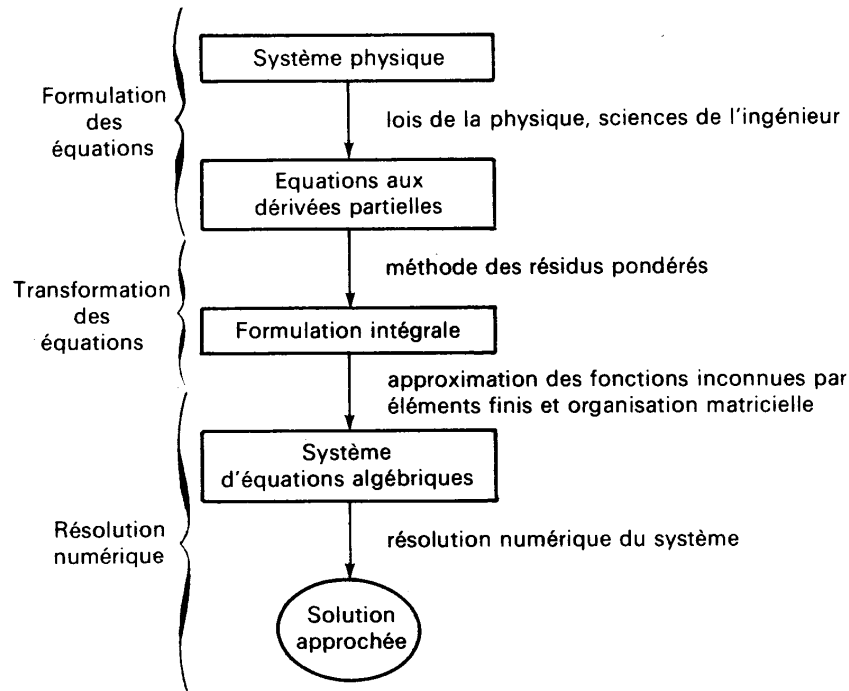 Système physique
Formulation
des
équations
lois de la physique, sciences de l'ingénieur
Equations aux
dérivées partielles
méthode des résidus pondérés
Transformation
des
équations
Formulation intégrale
approximation des fonctions inconnues par
éléments finis et organisation matricielle
Système
d'équations algébriques
Résolution
numérique
résolution numérique du système
Solution
approchée